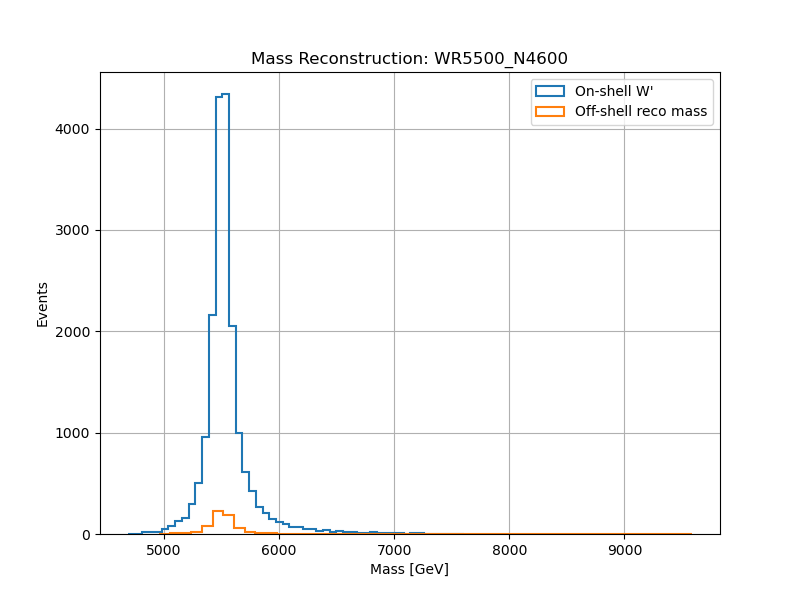 Mass Reconstruction: WR5500_N4600
On-shell W'
Off-shell reco mass
Events
4000
3000
2000
1000
0
5000 6000 7000 8000 9000
Mass [GeV]